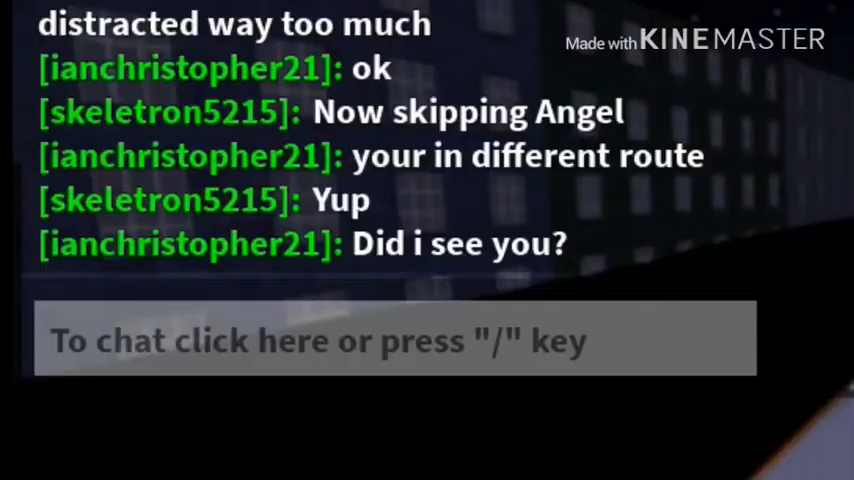 distracted way too much
Made with KINEMASTER
[ianchristopher21]: ok
[skeletron5215]: Now skipping Angel
[ianchristopher21]: your in different route
[skeletron5215]: Yup
[ianchristopher21]: Did i see you?
To chat click here or press "/" key